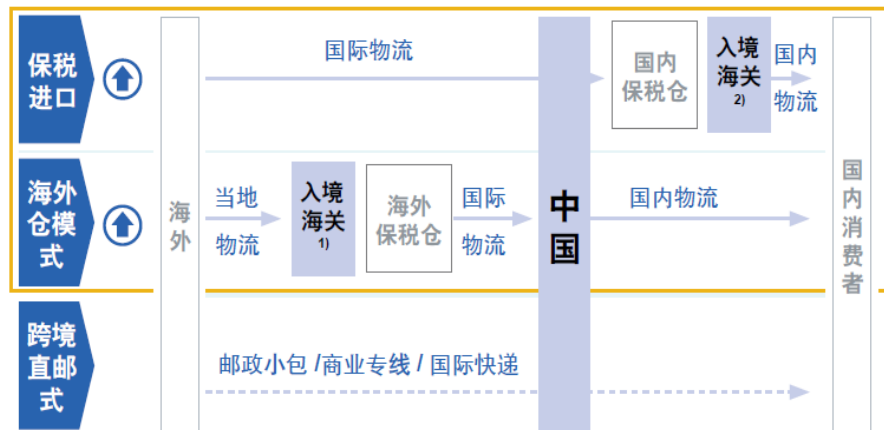 保税
进口
国际物流
国内
保税仓
入境
海关
2)
国内
物流
海外
仓模
式
海
外
当地
物流
入境
海关
1)
海外
保税仓
国际
物流
中
国
国内物流
国
内
消
费
者
跨境
直邮
式
邮政小包 /商业专线 / 国际快递